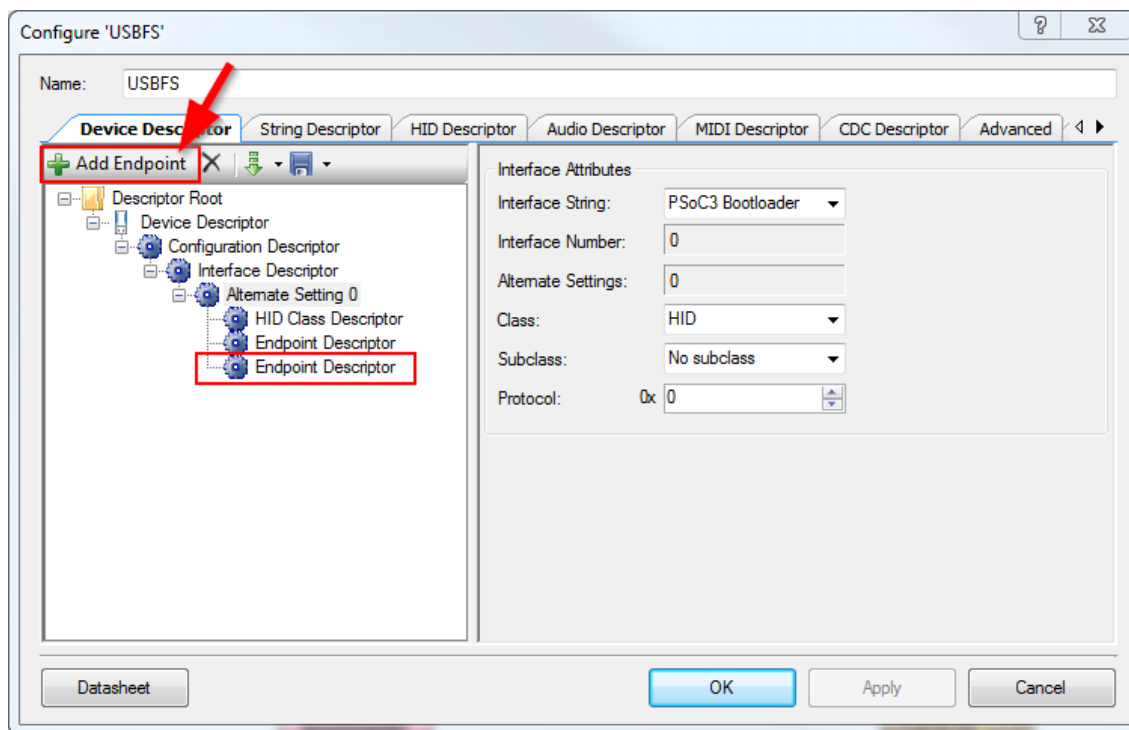 Configure 'USBFS'
Name: USBFS
Device Descriptor String Descriptor HID Descriptor Audio Descriptor MIDI Descriptor CDC Descriptor Advanced
Add Endpoint
Descriptor Root
Device Descriptor
Configuration Descriptor
Interface Descriptor
Alternate Setting 0
HID Class Descriptor
Endpoint Descriptor
Endpoint Descriptor
Interface Attributes
Interface String: PSoC3 Bootloader
Interface Number: 0
Alternate Settings: 0
Class: HID
Subclass: No subclass
Protocol: 0x 0
Datasheet OK Apply Cancel